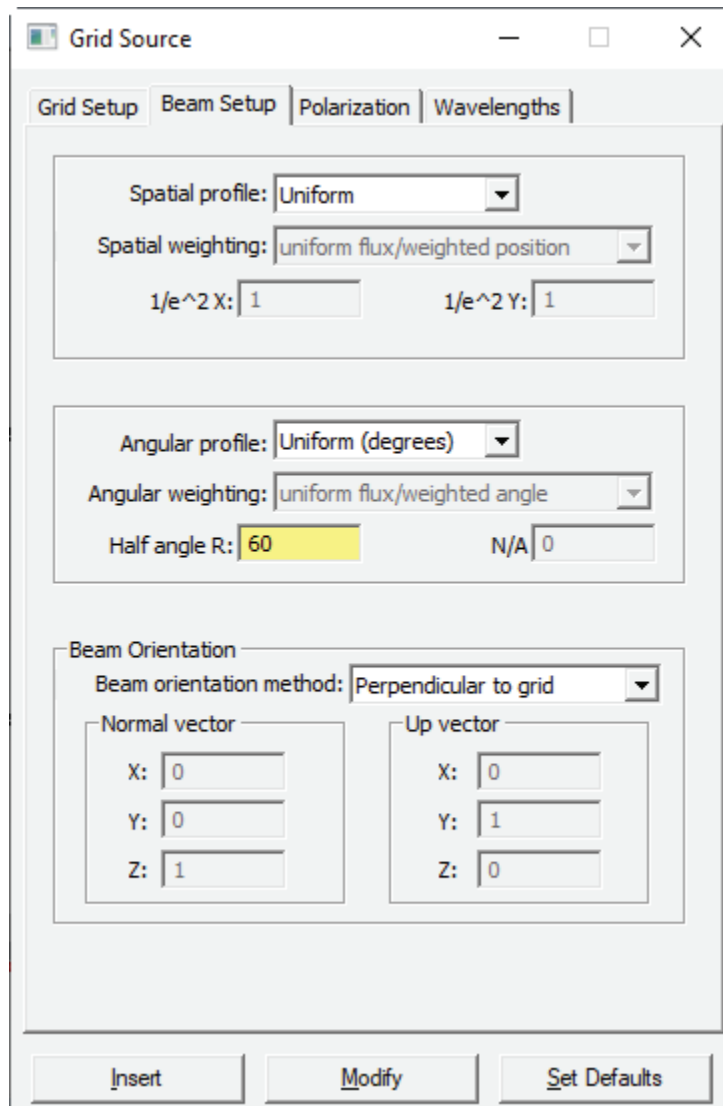 Grid Source
Grid Setup Beam Setup Polarization Wavelengths
Spatial profile: Uniform
Spatial weighting: uniform flux/weighted position
1/e^2 X: 1 1/e^2 Y: 1
Angular profile: Uniform (degrees)
Angular weighting: uniform flux/weighted angle
Half angle R: 60 N/A 0
Beam Orientation
Beam orientation method: Perpendicular to grid
Normal vector Up vector
X: 0 X: 0
Y: 0 Y: 1
Z: 1 Z: 0
Insert Modify Set Defaults